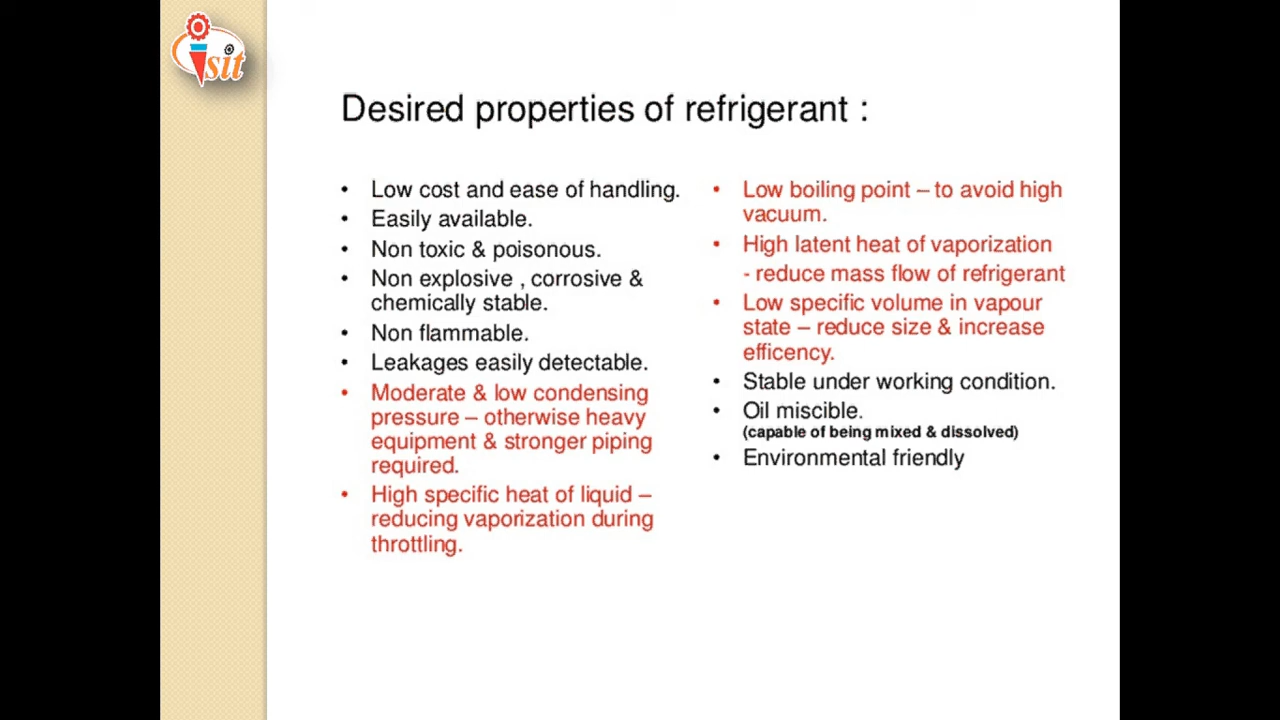 isit
Desired properties of refrigerant :
• Low cost and ease of handling.
• Easily available.
• Non toxic & poisonous.
• Non explosive , corrosive &
chemically stable.
• Non flammable.
• Leakages easily detectable.
• Moderate & low condensing
pressure – otherwise heavy
equipment & stronger piping
required.
• High specific heat of liquid –
reducing vaporization during
throttling.
• Low boiling point – to avoid high
vacuum.
• High latent heat of vaporization
- reduce mass flow of refrigerant
• Low specific volume in vapour
state – reduce size & increase
efficency.
• Stable under working condition.
• Oil miscible.
(capable of being mixed & dissolved)
• Environmental friendly